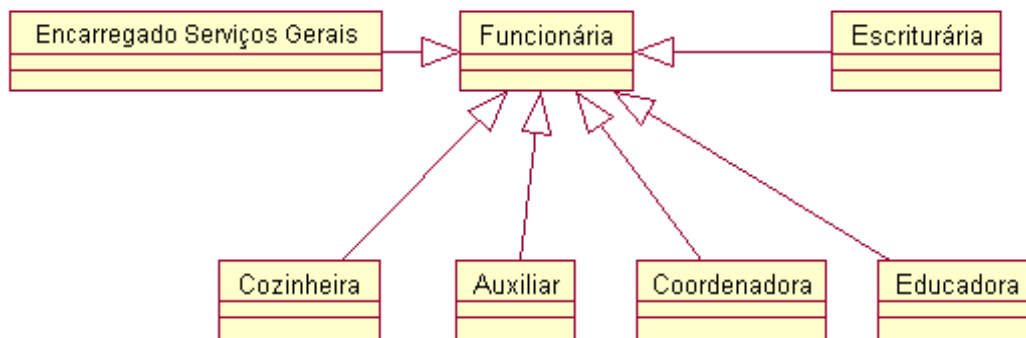 Encarregado Serviços Gerais
Funcionária
Escriturária
Cozinheira
Auxiliar
Coordenadora
Educadora